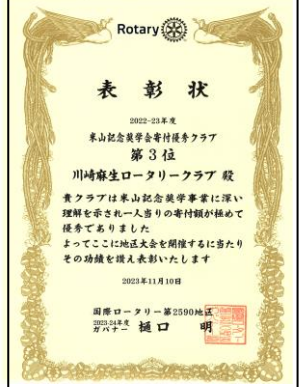 Rotary
表彰状
2022-23年度
米山記念奨学会寄付優秀クラブ
第3位
川崎麻生ロータリークラブ 殿
貴クラブは米山記念奨学事業に深い
理解を示され一人当りの寄付額が極めて
優秀でありました
よってここに地区大会を開催するに当たり
その功績を讃え表彰いたします
2023年11月10日
国際ロータリー第2590地区
2023-24年度
ガバナー 樋口 明